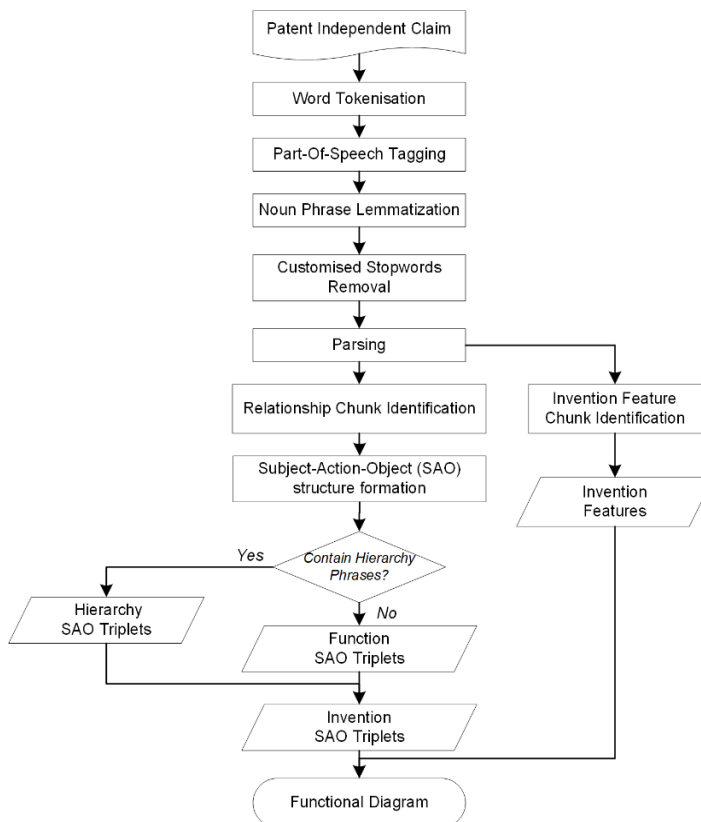 Patent Independent Claim
Word Tokenisation
Part-Of-Speech Tagging
Noun Phrase Lemmatization
Customised Stopwords
Removal
Parsing
Relationship Chunk Identification
Invention Feature
Chunk Identification
Subject-Action-Object (SAO)
structure formation
Invention
Features
Yes
Contain Hierarchy
Phrases?
No
Hierarchy
SAO Triplets
Function
SAO Triplets
Invention
SAO Triplets
Functional Diagram